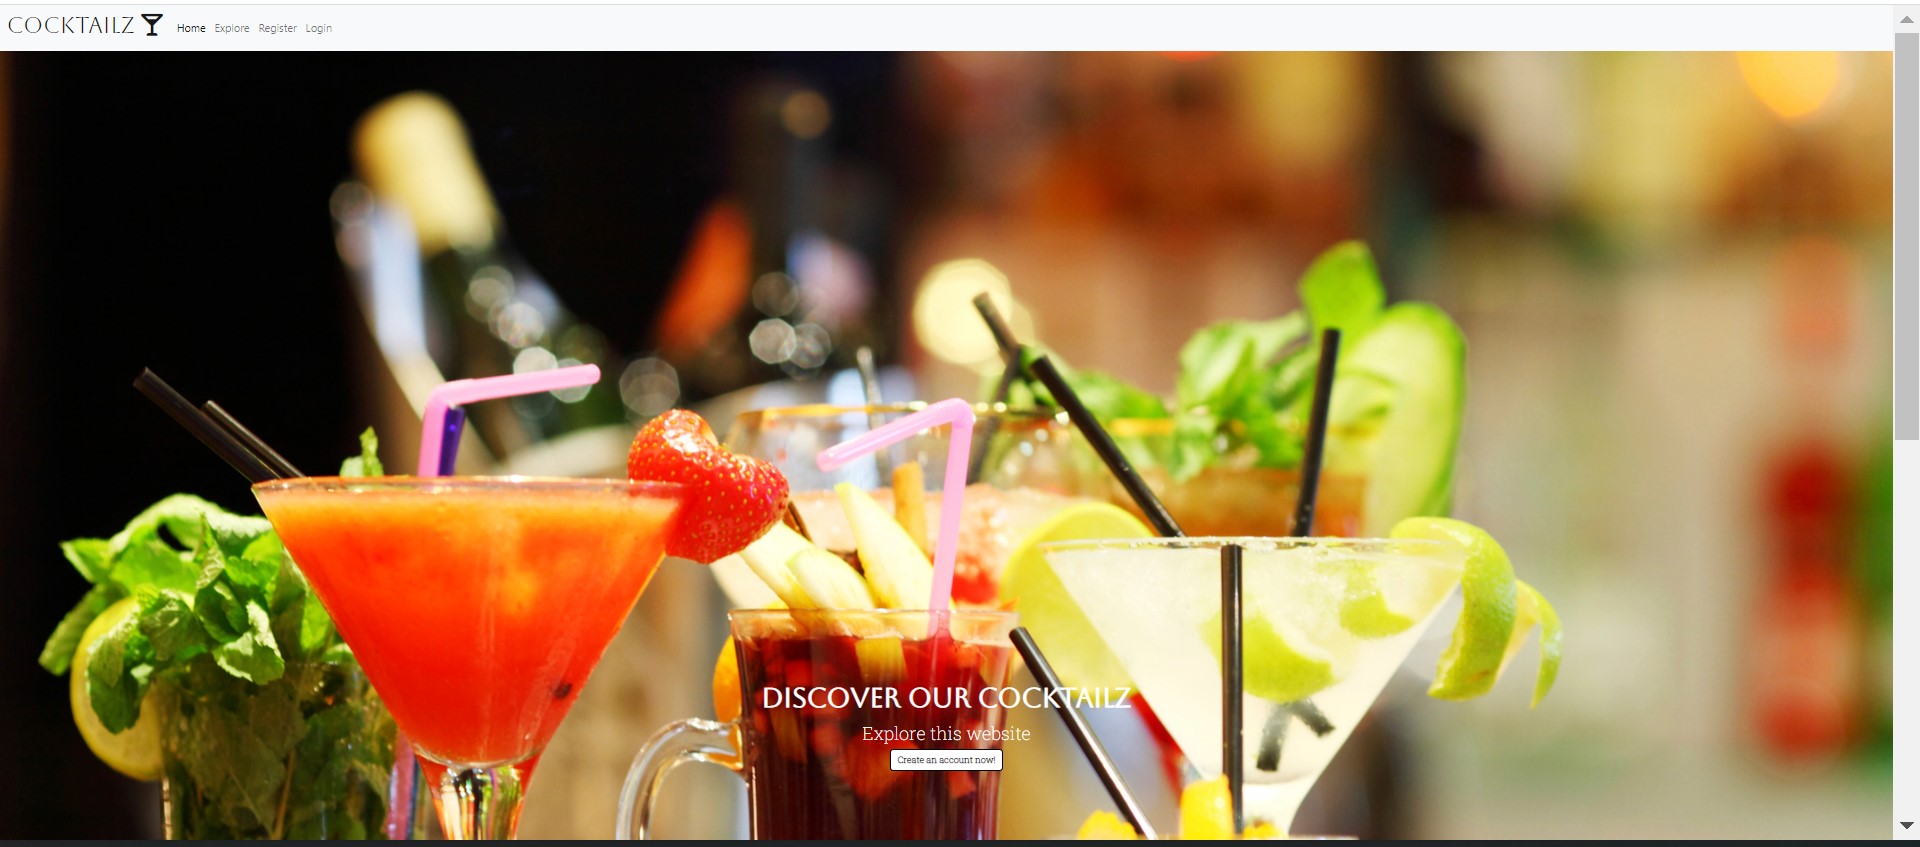 COCKTAILZ
Home Explore Register Login
DISCOVER OUR COCKTAILZ
Explore this website
Create an account now!